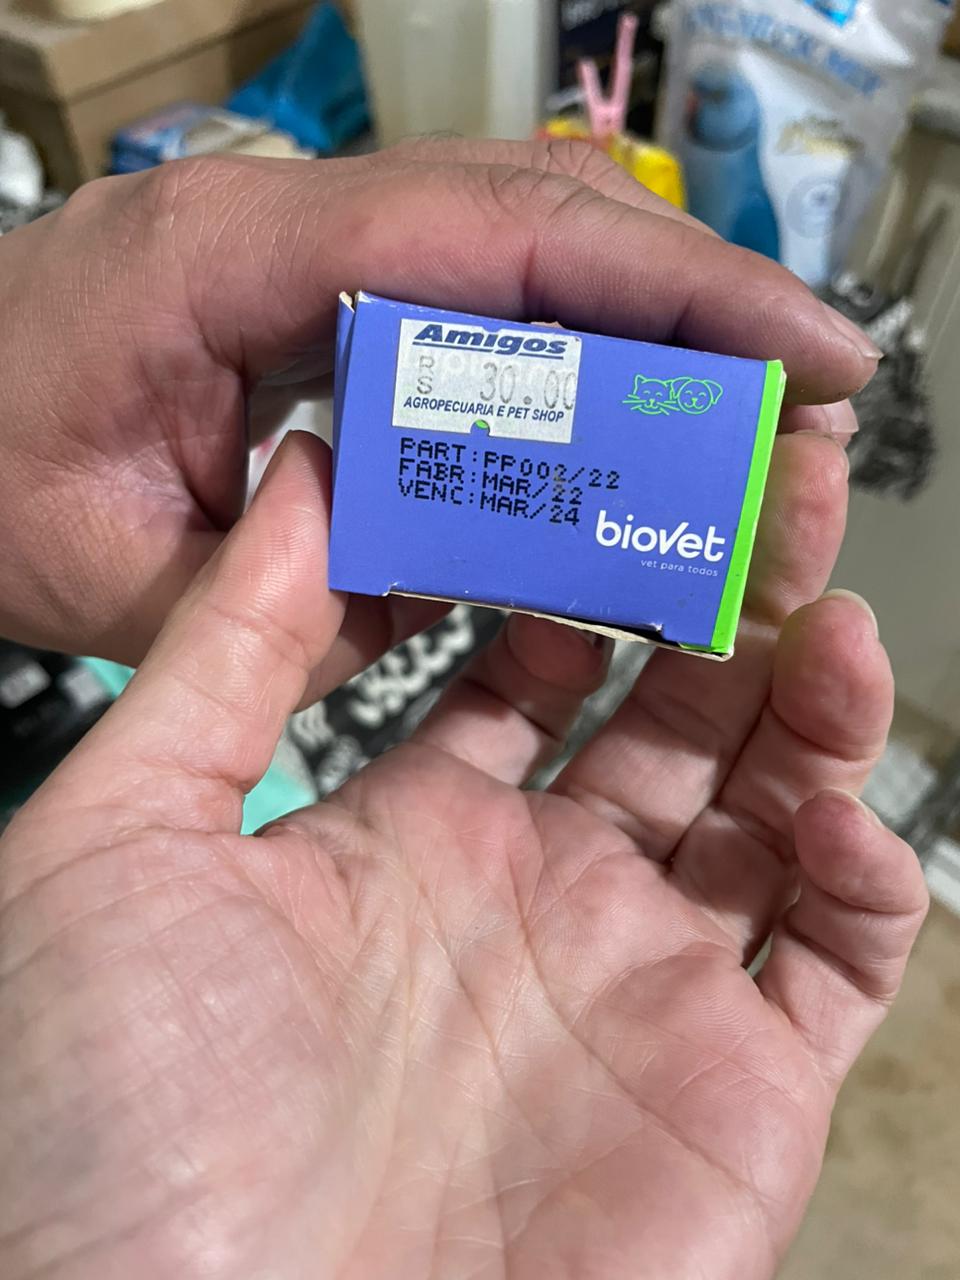 Amigos
R
S 30.00
AGROPECUARIA E PET SHOP
PART:PP002/22
FABR:MAR/22
VENC:MAR/24
biovet
vet para todos